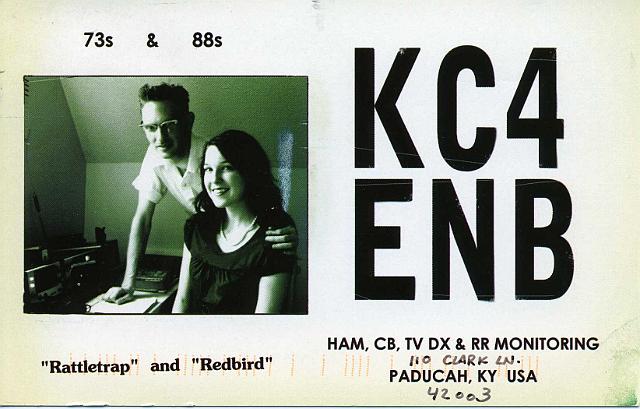 73s & 88s
KC4
ENB
"Rattletrap" and "Redbird"
HAM, CB, TV DX & RR MONITORING
110 CLARK LN.
PADUCAH, KY USA
42003